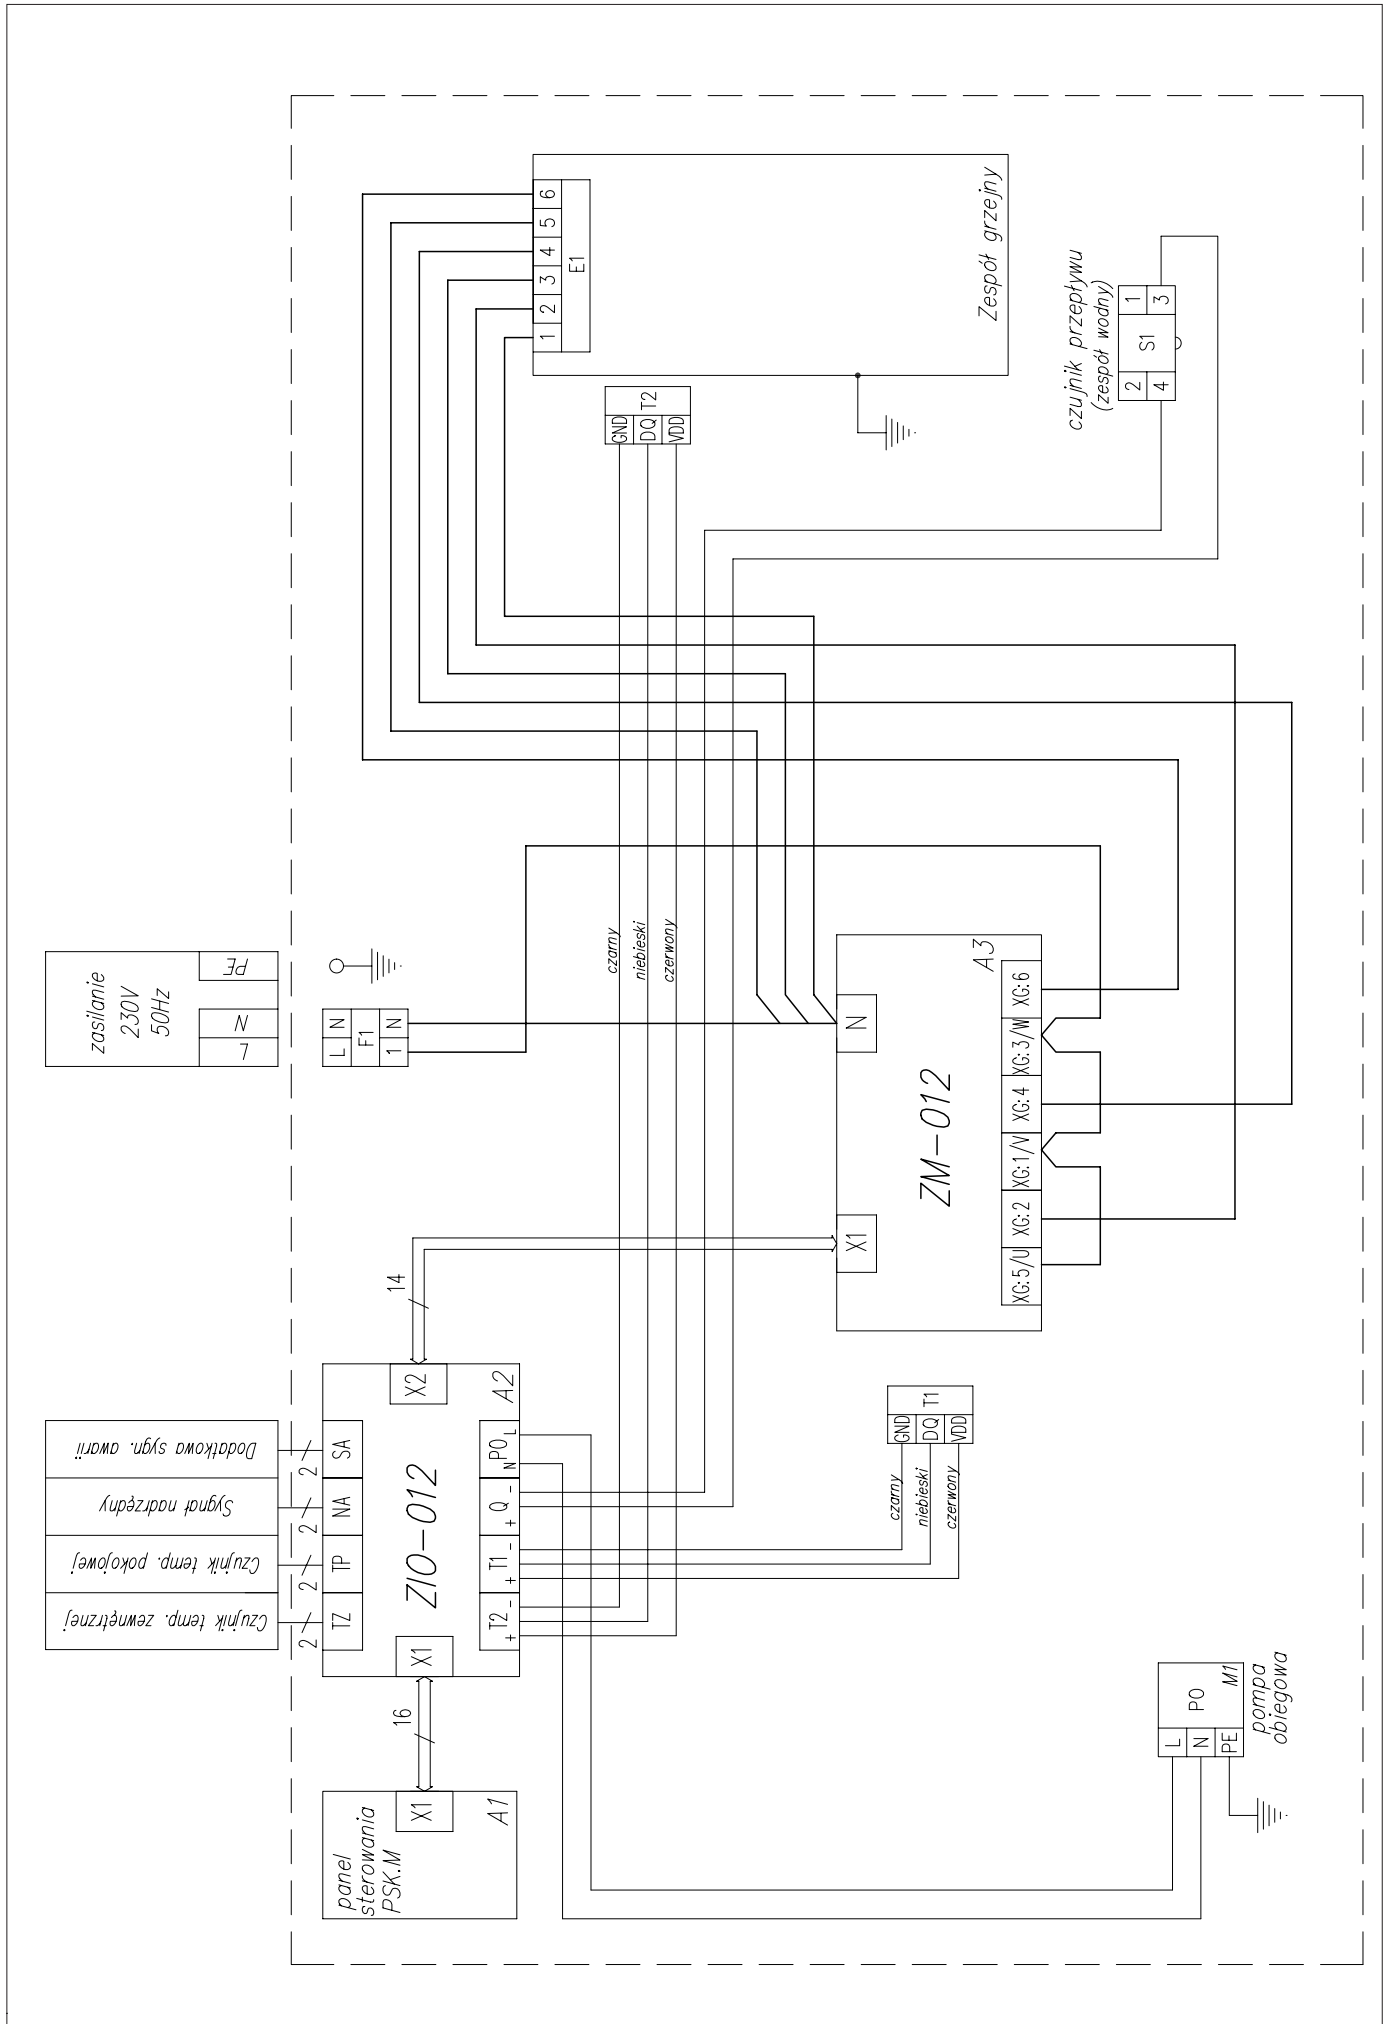 zasilanie
230V
50Hz
L
N
PE
Dodatkowa sygn. awarii
Sygnał nadrzędny
Czujnik temp. pokojowej
Czujnik temp. zewnętrznej
2
2
2
2
panel
sterowania
PSK.M
X1
A1
16
X1
TZ
TP
NA
SA
X2
ZIO-012
A2
+ T2 -
+ T1 -
+ Q -
N PO L
14
L N
F1
1 N
6
5
4
3
2
1
E1
Zespół grzejny
GND
DQ
VDD
T2
czarny
niebieski
czerwony
X1
N
ZM-012
A3
XG:5/U
XG:2
XG:1/V
XG:4
XG:3/W
XG:6
GND
DQ
VDD
T1
czarny
niebieski
czerwony
czujnik przepływu
(zespół wodny)
2
1
S1
4
3
L
N
PE
PO
M1
pompa
obiegowa